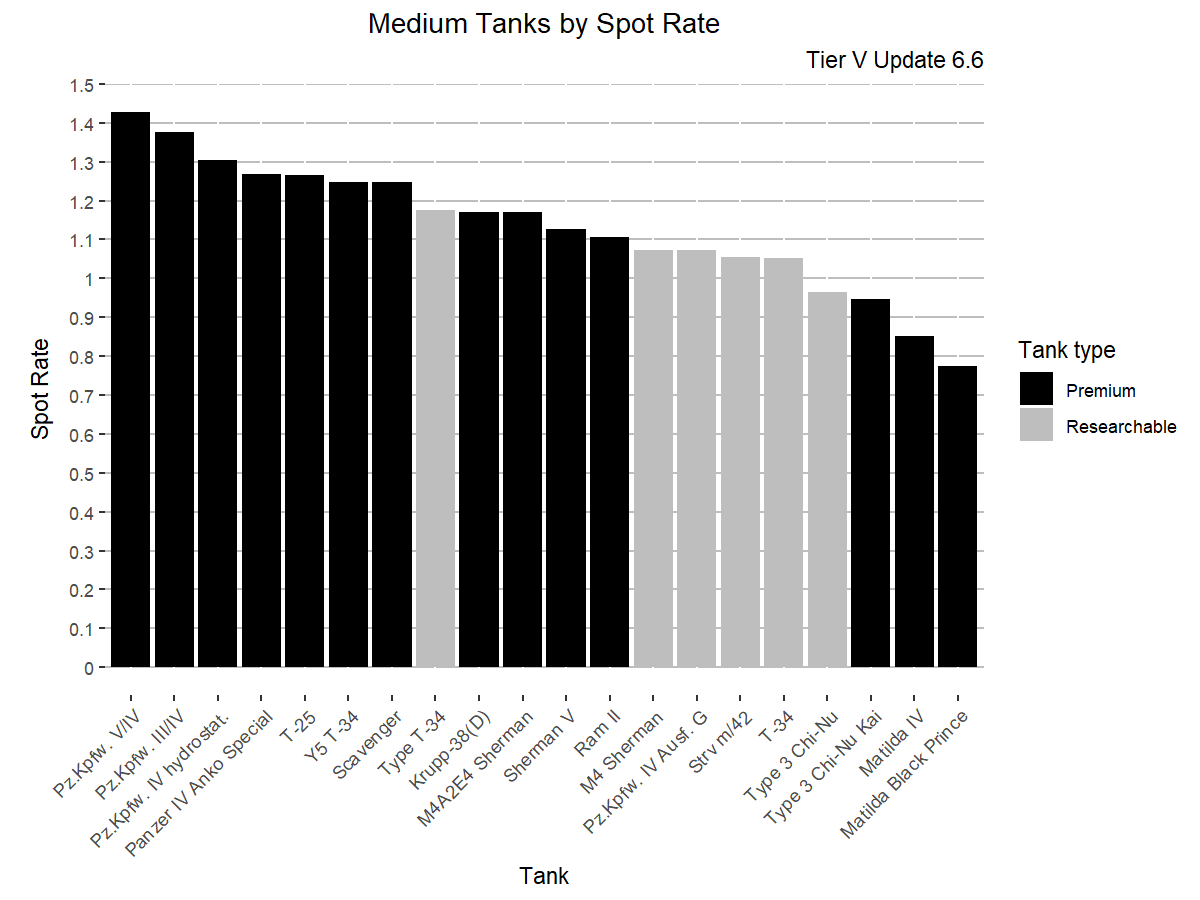 Medium Tanks by Spot Rate
Tier V Update 6.6
1.5
1.4
1.3
1.2
1.1
1
0.9
0.8
0.7
0.6
0.5
0.4
0.3
0.2
0.1
0
Spot Rate
Pz.Kpfw. V/IV
Pz.Kpfw. III/IV
Pz.Kpfw. IV hydrostat.
Panzer IV Anko Special
T-25
Y5 T-34
Scavenger
Type T-34
Krupp-38(D)
M4A2E4 Sherman
Sherman V
Ram II
M4 Sherman
Pz.Kpfw. IV Ausf. G
Strv m/42
T-34
Type 3 Chi-Nu
Type 3 Chi-Nu Kai
Matilda IV
Matilda Black Prince
Tank
Tank type
Premium
Researchable